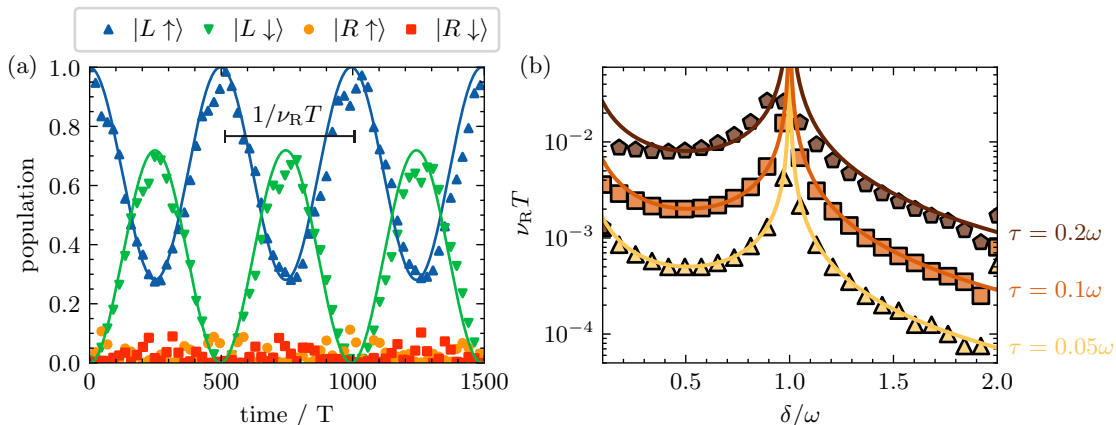 |L ↑⟩ |L ↓⟩ |R ↑⟩ |R ↓⟩
(a)
population
1.0
0.8
0.6
0.4
0.2
0.0
1/ν_R T
0 500 1000 1500
time / T
(b)
ν_R T
10⁻²
10⁻³
10⁻⁴
τ = 0.2ω
τ = 0.1ω
τ = 0.05ω
0.5 1.0 1.5 2.0
δ/ω